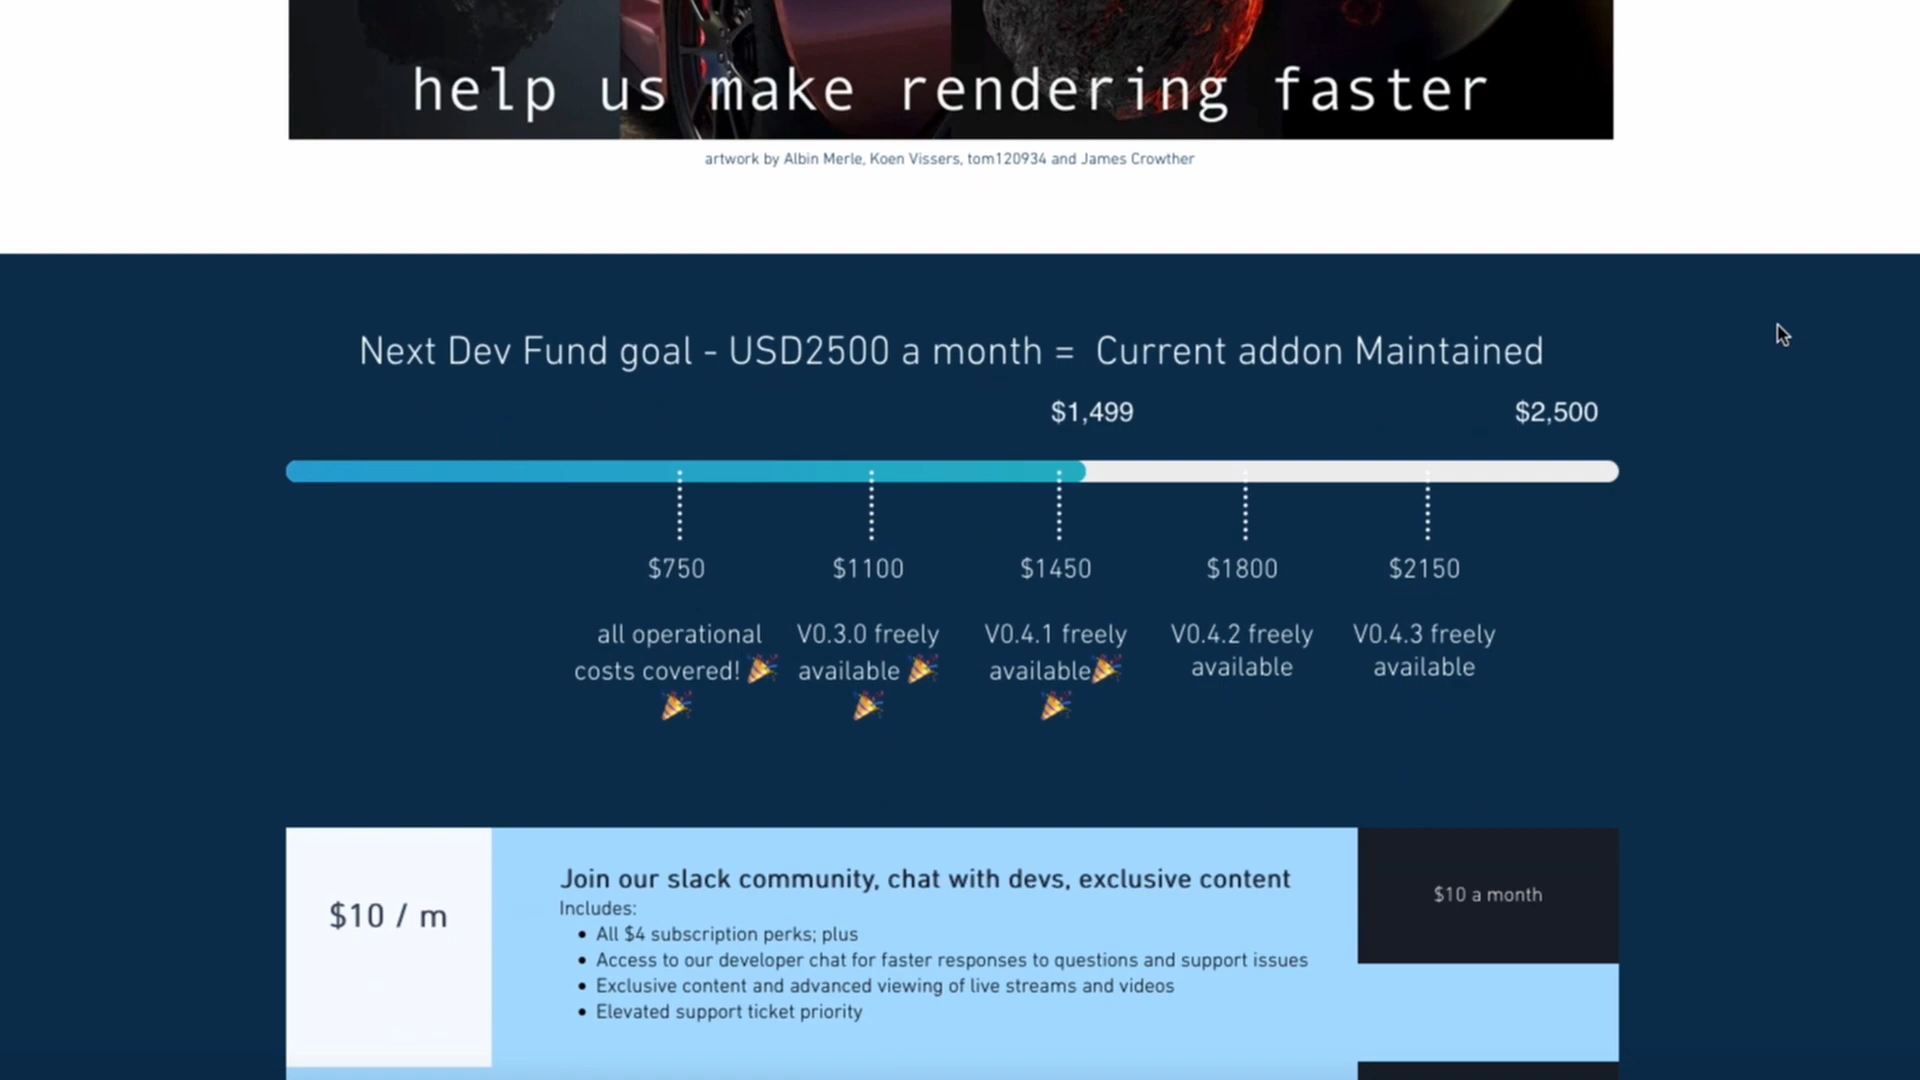 help us make rendering faster
artwork by Albin Merle, Koen Vissers, tom120934 and James Crowther
Next Dev Fund goal - USD2500 a month = Current addon Maintained
$1,499
$2,500
$750
$1100
$1450
$1800
$2150
all operational
costs covered! 🎉
🎉
V0.3.0 freely
available 🎉
🎉
V0.4.1 freely
available🎉
🎉
V0.4.2 freely
available
V0.4.3 freely
available
$10 / m
Join our slack community, chat with devs, exclusive content
Includes:
• All $4 subscription perks; plus
• Access to our developer chat for faster responses to questions and support issues
• Exclusive content and advanced viewing of live streams and videos
• Elevated support ticket priority
$10 a month